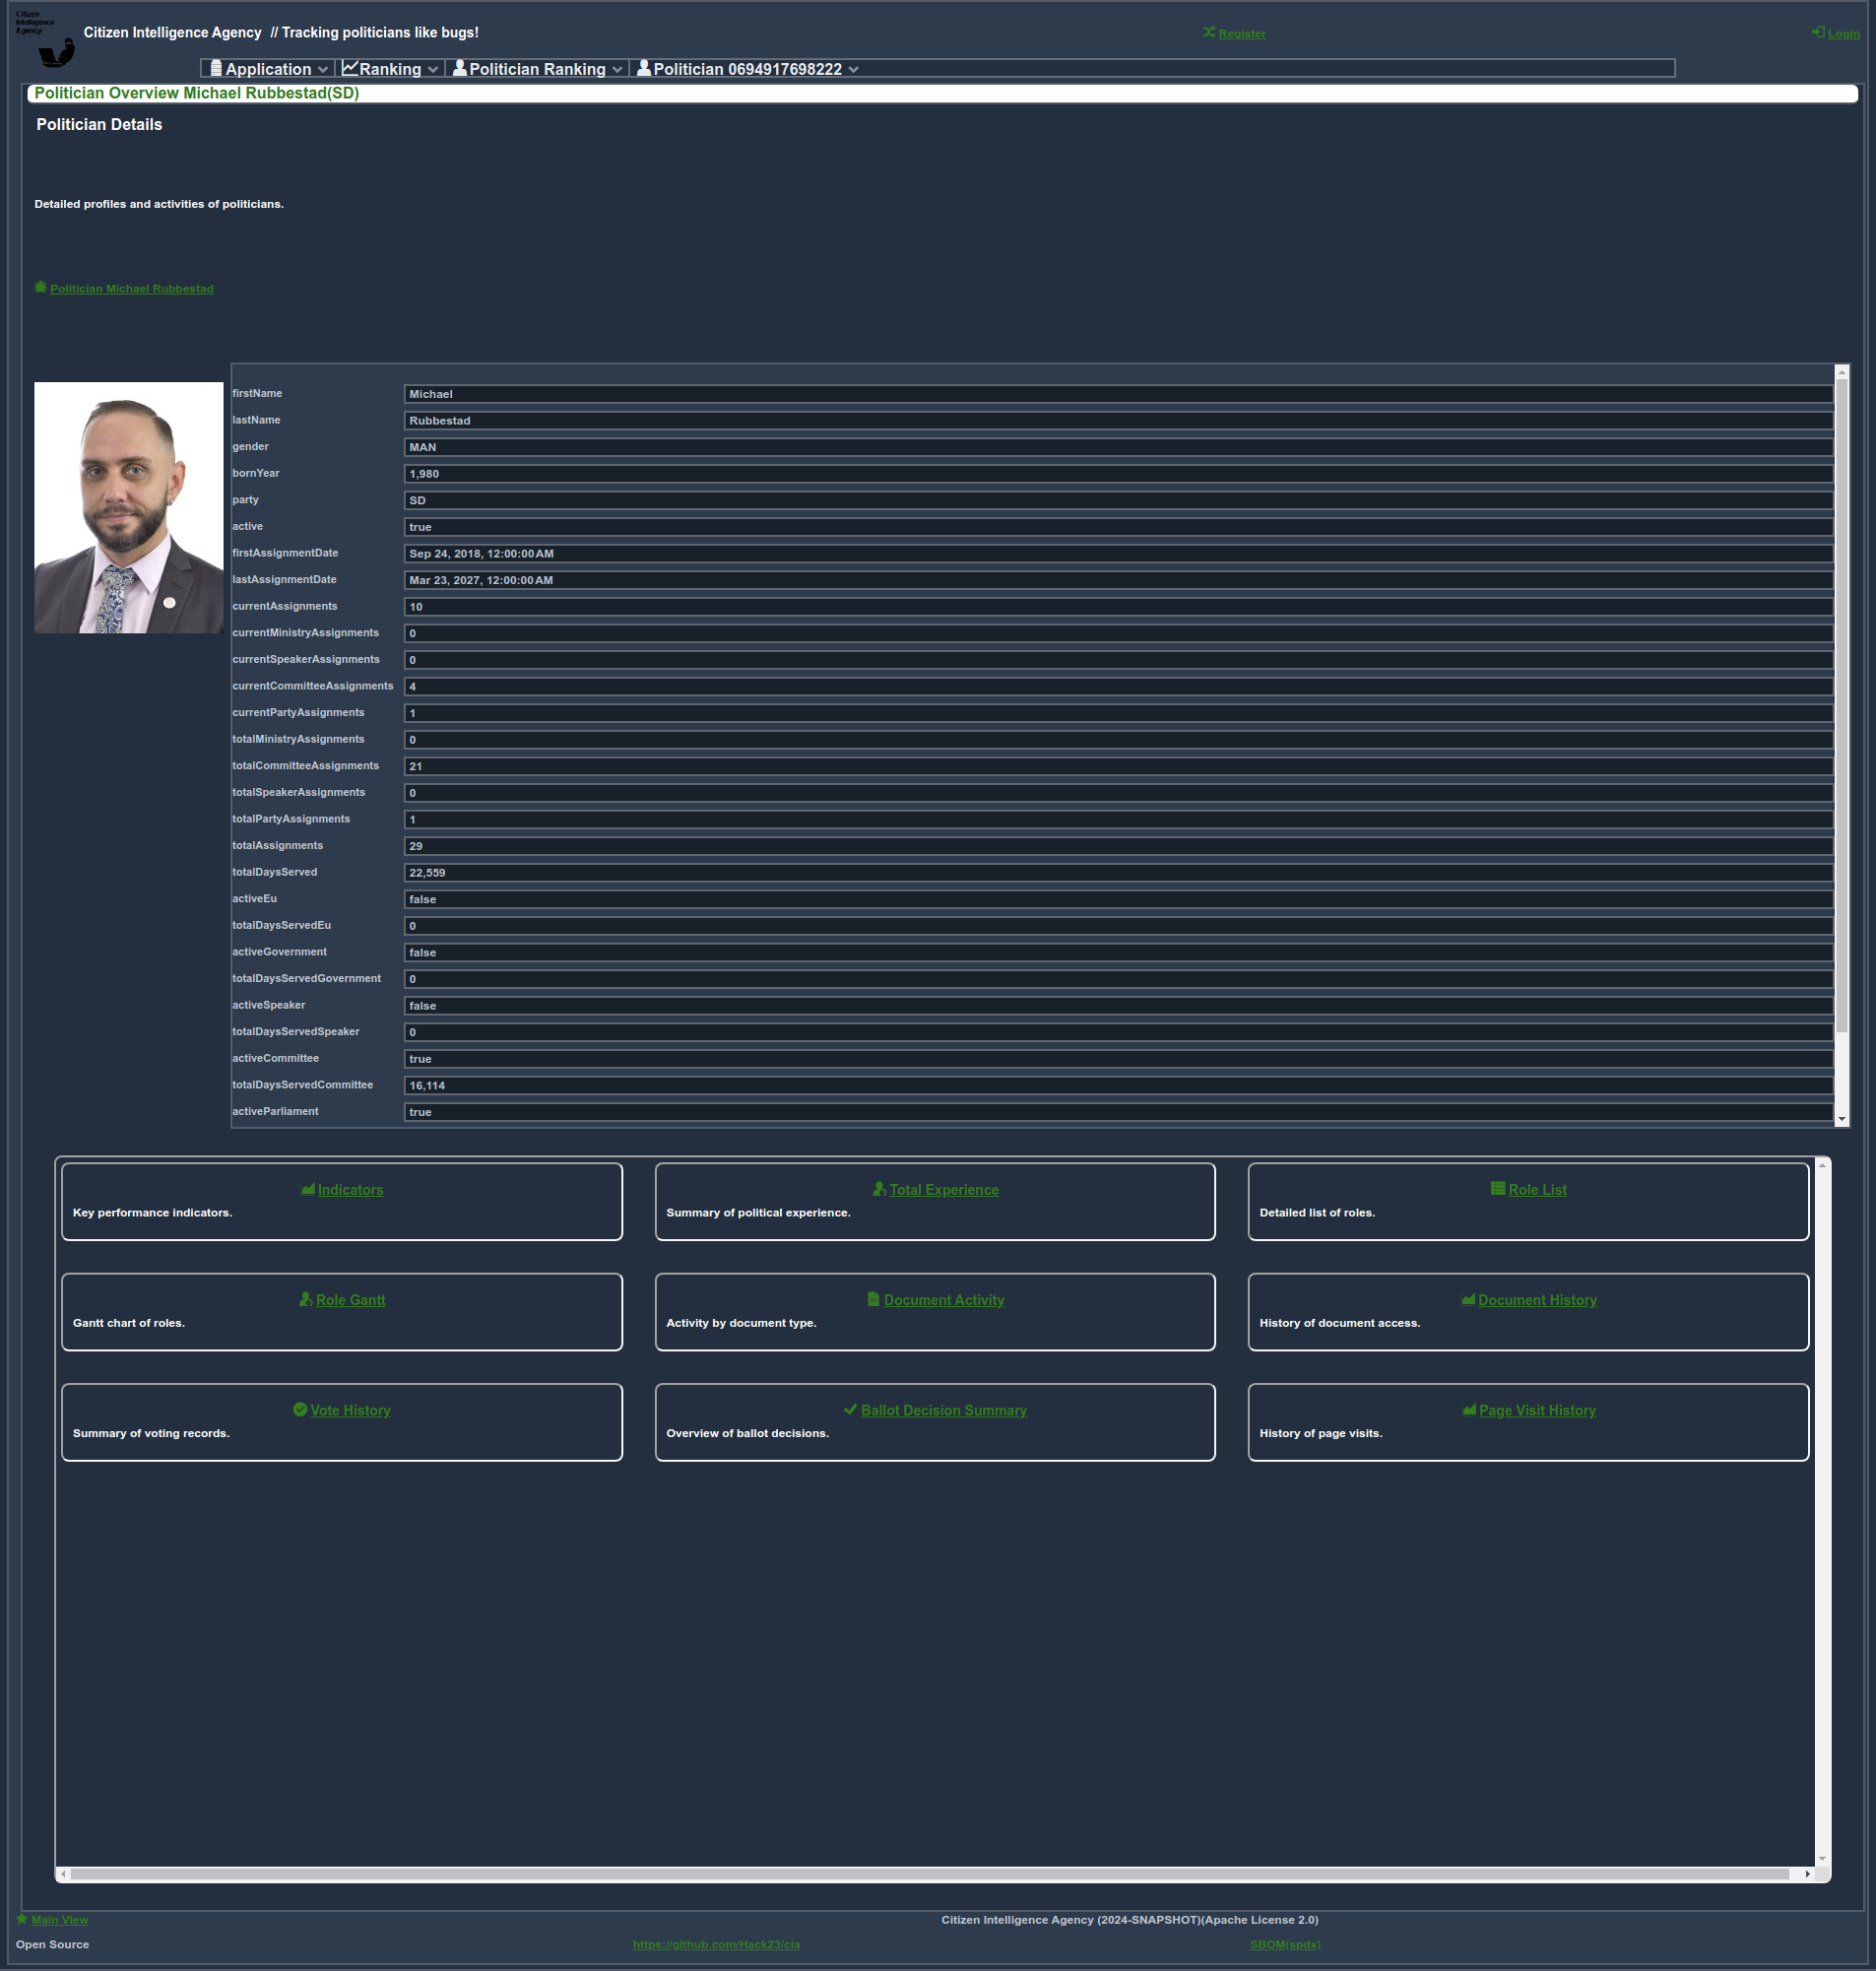 Citizen
Intelligence
Agency
Citizen Intelligence Agency // Tracking politicians like bugs!
Register
Login
Application
Ranking
Politician Ranking
Politician 0694917698222
Politician Overview Michael Rubbestad(SD)
Politician Details
Detailed profiles and activities of politicians.
Politician Michael Rubbestad
firstName Michael
lastName Rubbestad
gender MAN
bornYear 1,980
party SD
active true
firstAssignmentDate Sep 24, 2018, 12:00:00 AM
lastAssignmentDate Mar 23, 2027, 12:00:00 AM
currentAssignments 10
currentMinistryAssignments 0
currentSpeakerAssignments 0
currentCommitteeAssignments 4
currentPartyAssignments 1
totalMinistryAssignments 0
totalCommitteeAssignments 21
totalSpeakerAssignments 0
totalPartyAssignments 1
totalAssignments 29
totalDaysServed 22,559
activeEu false
totalDaysServedEu 0
activeGovernment false
totalDaysServedGovernment 0
activeSpeaker false
totalDaysServedSpeaker 0
activeCommittee true
totalDaysServedCommittee 16,114
activeParliament true
Indicators
Key performance indicators.
Total Experience
Summary of political experience.
Role List
Detailed list of roles.
Role Gantt
Gantt chart of roles.
Document Activity
Activity by document type.
Document History
History of document access.
Vote History
Summary of voting records.
Ballot Decision Summary
Overview of ballot decisions.
Page Visit History
History of page visits.
Main View
Citizen Intelligence Agency (2024-SNAPSHOT)(Apache License 2.0)
Open Source
https://github.com/Hack23/cia
SBOM(spdx)